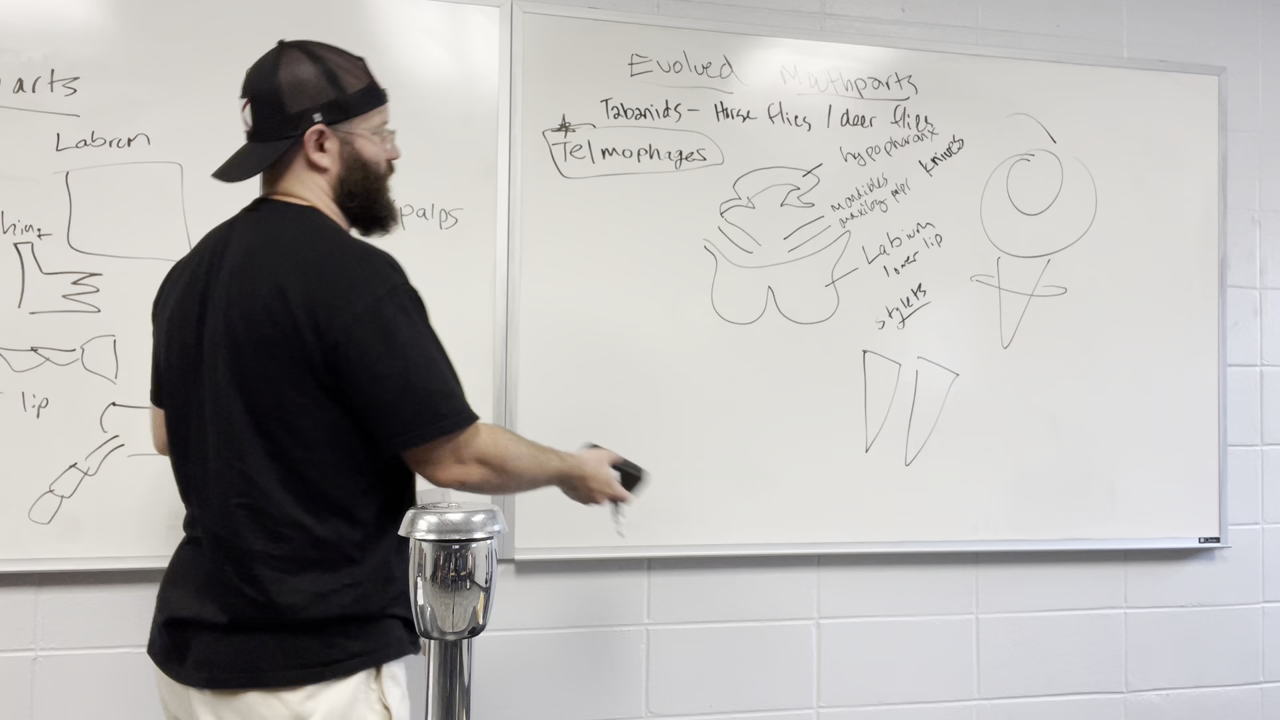 arts
Labrum
palps
lip
Evolved Mouthparts
Tabanids - Horse flies / deer flies
Telmophages
hypopharynx
knives
mandibles
maxillary palpi
Labium
lower lip
stylets